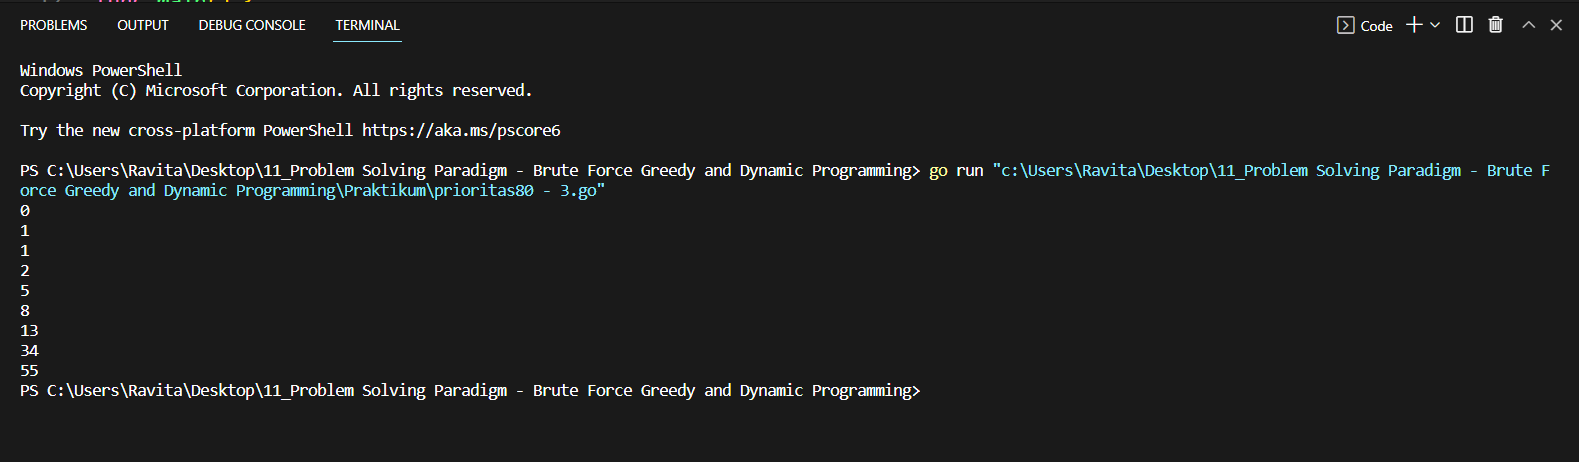 PROBLEMS OUTPUT DEBUG CONSOLE TERMINAL Code
Windows PowerShell
Copyright (C) Microsoft Corporation. All rights reserved.
Try the new cross-platform PowerShell https://aka.ms/pscore6
PS C:\Users\Ravita\Desktop\11_Problem Solving Paradigm - Brute Force Greedy and Dynamic Programming> go run "c:\Users\Ravita\Desktop\11_Problem Solving Paradigm - Brute F
orce Greedy and Dynamic Programming\Praktikum\prioritas80 - 3.go"
0
1
1
2
5
8
13
34
55
PS C:\Users\Ravita\Desktop\11_Problem Solving Paradigm - Brute Force Greedy and Dynamic Programming>